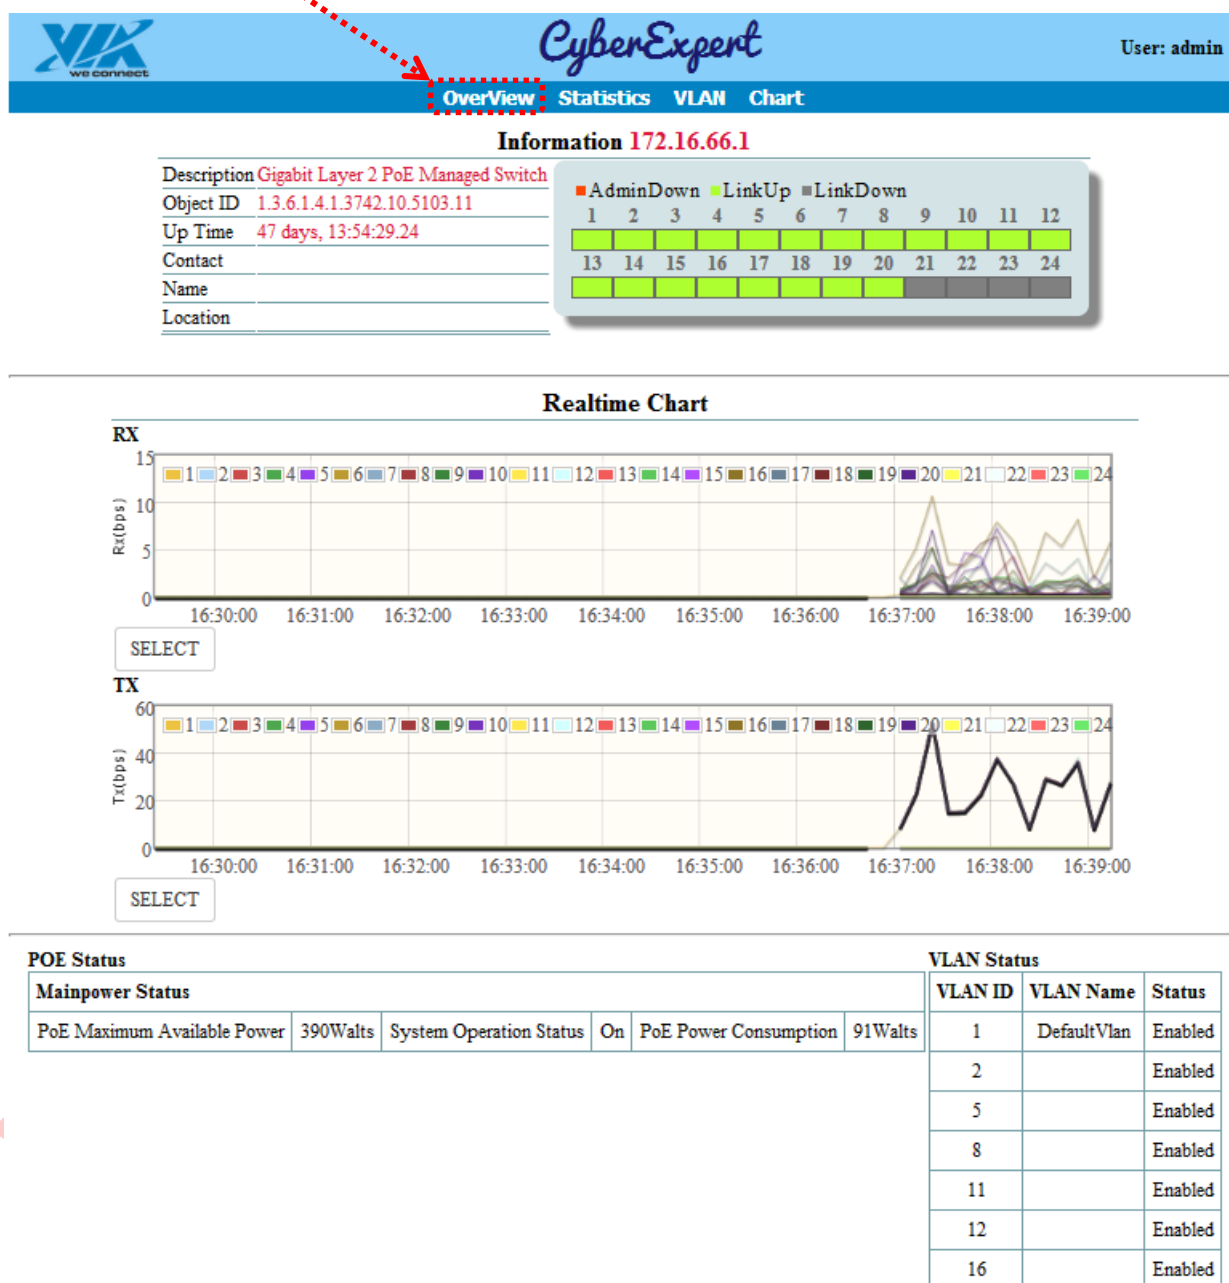 VIA
we connect
CyberExpert
User: admin
OverView Statistics VLAN Chart
Information 172.16.66.1
Description Gigabit Layer 2 PoE Managed Switch
Object ID 1.3.6.1.4.1.3742.10.5103.11
Up Time 47 days, 13:54:29.24
Contact
Name
Location
AdminDown LinkUp LinkDown
1 2 3 4 5 6 7 8 9 10 11 12
13 14 15 16 17 18 19 20 21 22 23 24
Realtime Chart
RX
15
10
5
0
Rx(bps)
1 2 3 4 5 6 7 8 9 10 11 12 13 14 15 16 17 18 19 20 21 22 23 24
16:30:00 16:31:00 16:32:00 16:33:00 16:34:00 16:35:00 16:36:00 16:37:00 16:38:00 16:39:00
SELECT
TX
60
40
20
0
Tx(bps)
1 2 3 4 5 6 7 8 9 10 11 12 13 14 15 16 17 18 19 20 21 22 23 24
16:30:00 16:31:00 16:32:00 16:33:00 16:34:00 16:35:00 16:36:00 16:37:00 16:38:00 16:39:00
SELECT
POE Status
Mainpower Status
PoE Maximum Available Power 390Walts System Operation Status On PoE Power Consumption 91Walts
VLAN Status
VLAN ID VLAN Name Status
1 DefaultVlan Enabled
2 Enabled
5 Enabled
8 Enabled
11 Enabled
12 Enabled
16 Enabled